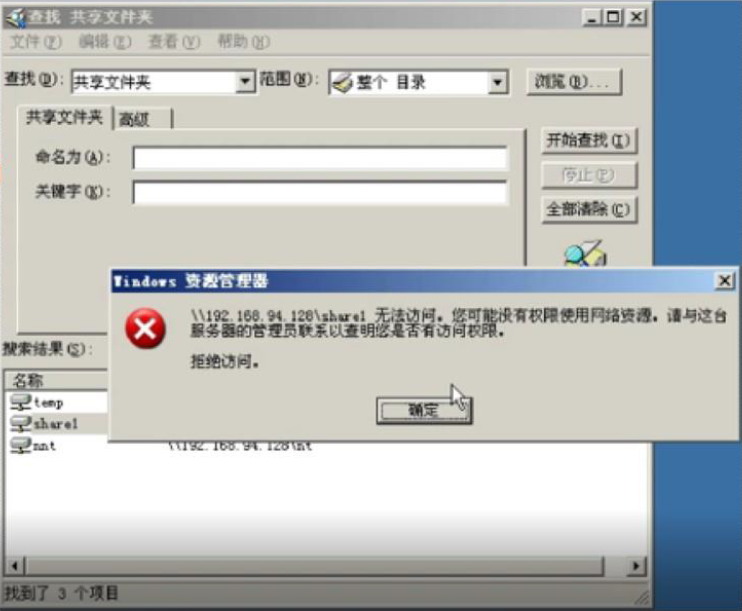 查找 共享文件夹
文件(F) 编辑(E) 查看(V) 帮助(H)
查找(D): 共享文件夹 范围(W): 整个 目录 浏览(B)...
共享文件夹 高级
命名为(A):
关键字(K):
开始查找(I)
停止(P)
全部清除(C)
Windows 资源管理器
\\192.168.94.128\share1 无法访问。您可能没有权限使用网络资源。请与这台
服务器的管理员联系以查明您是否有访问权限。
拒绝访问。
确定
搜索结果(S):
名称
temp
share1
nnt \\192.168.94.128\nt
找到了 3 个项目